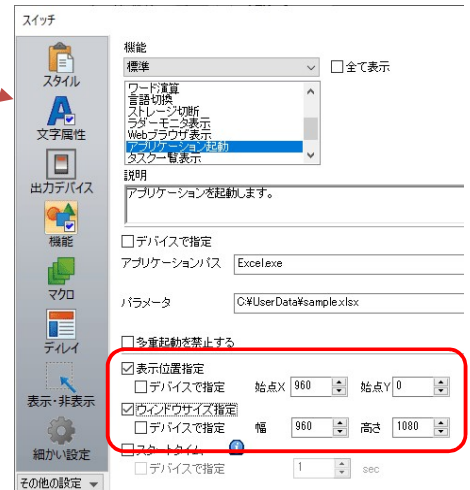 スイッチ
スタイル
文字属性
出力デバイス
機能
マクロ
ディレイ
表示・非表示
細かい設定
その他の設定
機能
標準
全て表示
ワード演算
言語切換
ストレージ切断
ラダーモニタ表示
Webブラウザ表示
アプリケーション起動
タスク一覧表示
説明
アプリケーションを起動します。
デバイスで指定
アプリケーションパス Excel.exe
パラメータ C:¥UserData¥sample.xlsx
多重起動を禁止する
表示位置指定
デバイスで指定 始点X 960 始点Y 0
ウィンドウサイズ指定
デバイスで指定 幅 960 高さ 1080
スタートタイム
デバイスで指定 1 sec